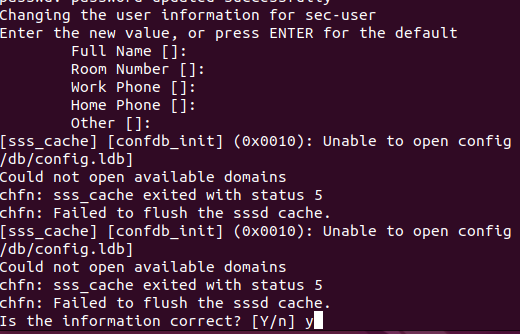 passwd: password updated successfully
Changing the user information for sec-user
Enter the new value, or press ENTER for the default
Full Name []:
Room Number []:
Work Phone []:
Home Phone []:
Other []:
[sss_cache] [confdb_init] (0x0010): Unable to open config
/db/config.ldb]
Could not open available domains
chfn: sss_cache exited with status 5
chfn: Failed to flush the sssd cache.
[sss_cache] [confdb_init] (0x0010): Unable to open config
/db/config.ldb]
Could not open available domains
chfn: sss_cache exited with status 5
chfn: Failed to flush the sssd cache.
Is the information correct? [Y/n] y